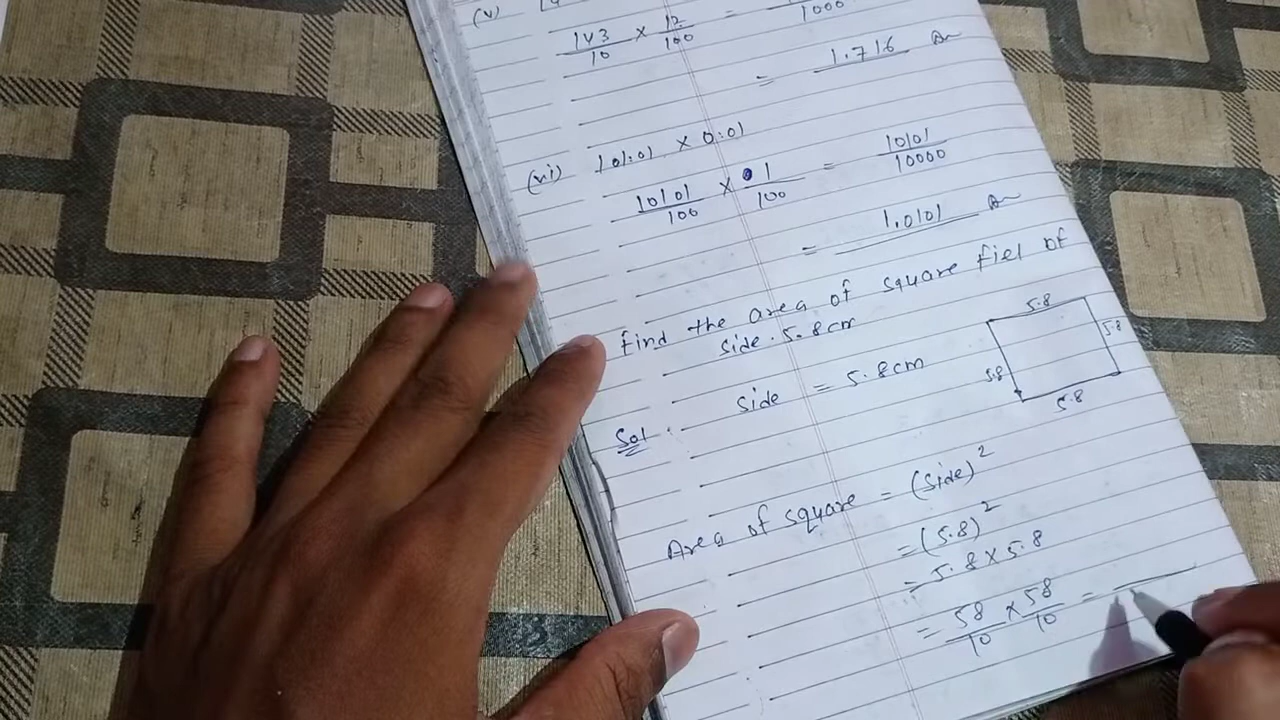 (v)
143/10 × 12/100 = /1000
= 1.716
(vi) 101.01 × 0.01
10101/100 × 1/100 = 10101/10000
= 1.0101
Find the area of square fiel of
side. 5.8cm
5.8
5.8
5.8
5.8
Sol. side = 5.8cm
Area of square = (side)²
= (5.8)²
= 5.8 × 5.8
= 58/10 × 58/10 =